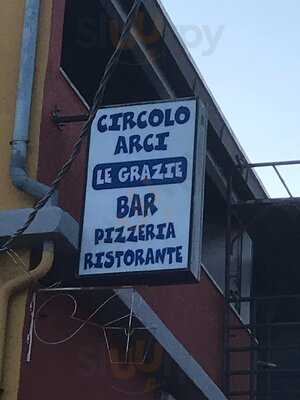 CIRCOLO
ARCI
LE GRAZIE
BAR
PIZZERIA
RISTORANTE